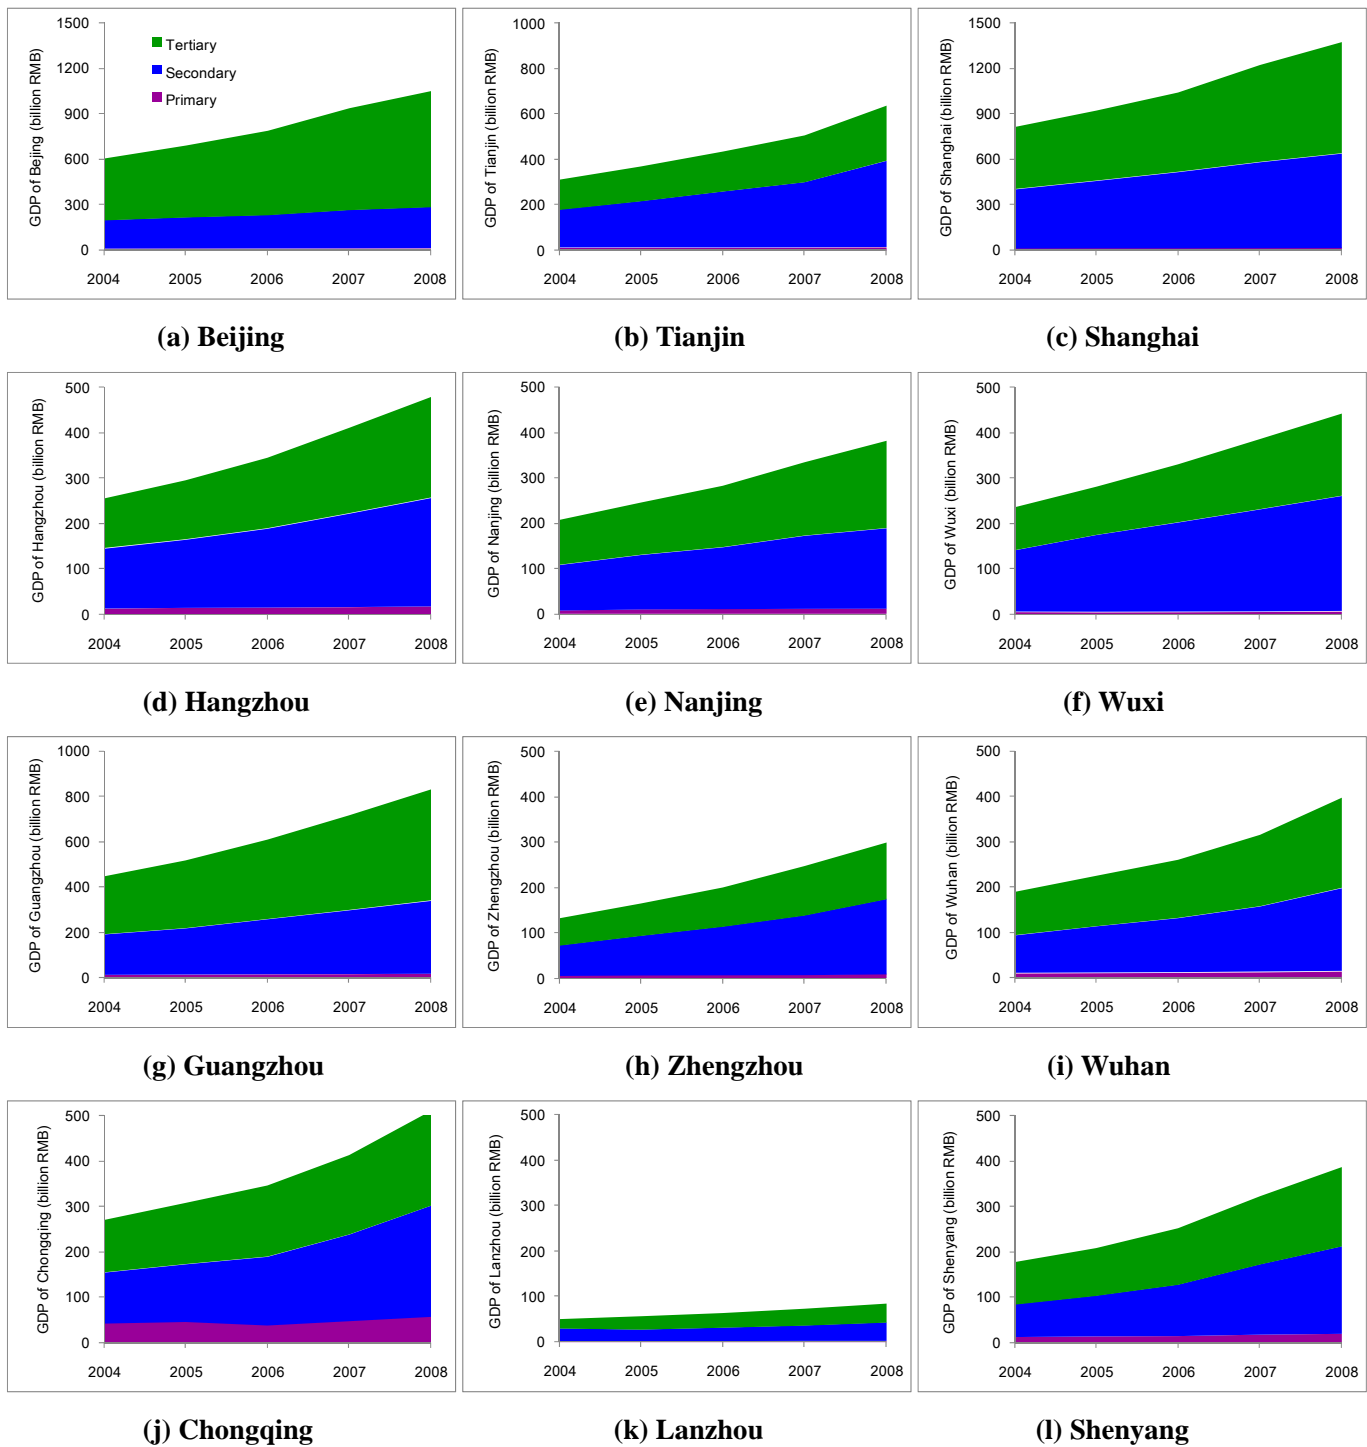 GDP of Bejing (billion RMB)
1500
1200
900
600
300
0
Tertiary
Secondary
Primary
2004 2005 2006 2007 2008
GDP of Tianjin (billion RMB)
1000
800
600
400
200
0
2004 2005 2006 2007 2008
GDP of Shanghai (billion RMB)
1500
1200
900
600
300
0
2004 2005 2006 2007 2008
(a) Beijing
(b) Tianjin
(c) Shanghai
GDP of Hangzhou (billion RMB)
500
400
300
200
100
0
2004 2005 2006 2007 2008
GDP of Nanjing (billion RMB)
500
400
300
200
100
0
2004 2005 2006 2007 2008
GDP of Wuxi (billion RMB)
500
400
300
200
100
0
2004 2005 2006 2007 2008
(d) Hangzhou
(e) Nanjing
(f) Wuxi
GDP of Guangzhou (billion RMB)
1000
800
600
400
200
0
2004 2005 2006 2007 2008
GDP of Zhengzhou (billion RMB)
500
400
300
200
100
0
2004 2005 2006 2007 2008
GDP of Wuhan (billion RMB)
500
400
300
200
100
0
2004 2005 2006 2007 2008
(g) Guangzhou
(h) Zhengzhou
(i) Wuhan
GDP of Chongqing (billion RMB)
500
400
300
200
100
0
2004 2005 2006 2007 2008
GDP of Lanzhou (billion RMB)
500
400
300
200
100
0
2004 2005 2006 2007 2008
GDP of Shenyang (billion RMB)
500
400
300
200
100
0
2004 2005 2006 2007 2008
(j) Chongqing
(k) Lanzhou
(l) Shenyang